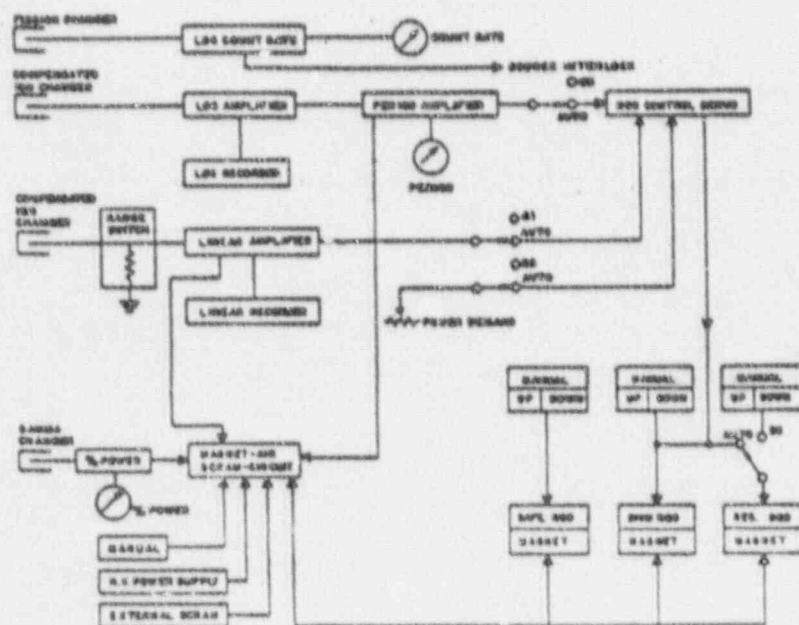 FISSION CHAMBER
LOG COUNT RATE
COUNT RATE
SOURCE INTERLOCK
COMPENSATED
ION CHAMBER
LOG AMPLIFIER
PERIOD AMPLIFIER
AUTO
ROD CONTROL SERVO
LOG RECORDER
PERIOD
COMPENSATED
ION
CHAMBER
RANGE
SWITCH
LINEAR AMPLIFIER
S1
AUTO
AUTO
LINEAR RECORDER
POWER DEMAND
MANUAL
UP DOWN
MANUAL
UP DOWN
MANUAL
UP DOWN
GAMMA
CHAMBER
% POWER
MAGNET-AND
SCRAM-CIRCUIT
AUTO
% POWER
MANUAL
H.V. POWER SUPPLY
EXTERNAL SCRAM
SAFE ROD
MAGNET
SHIM ROD
MAGNET
REG. ROD
MAGNET